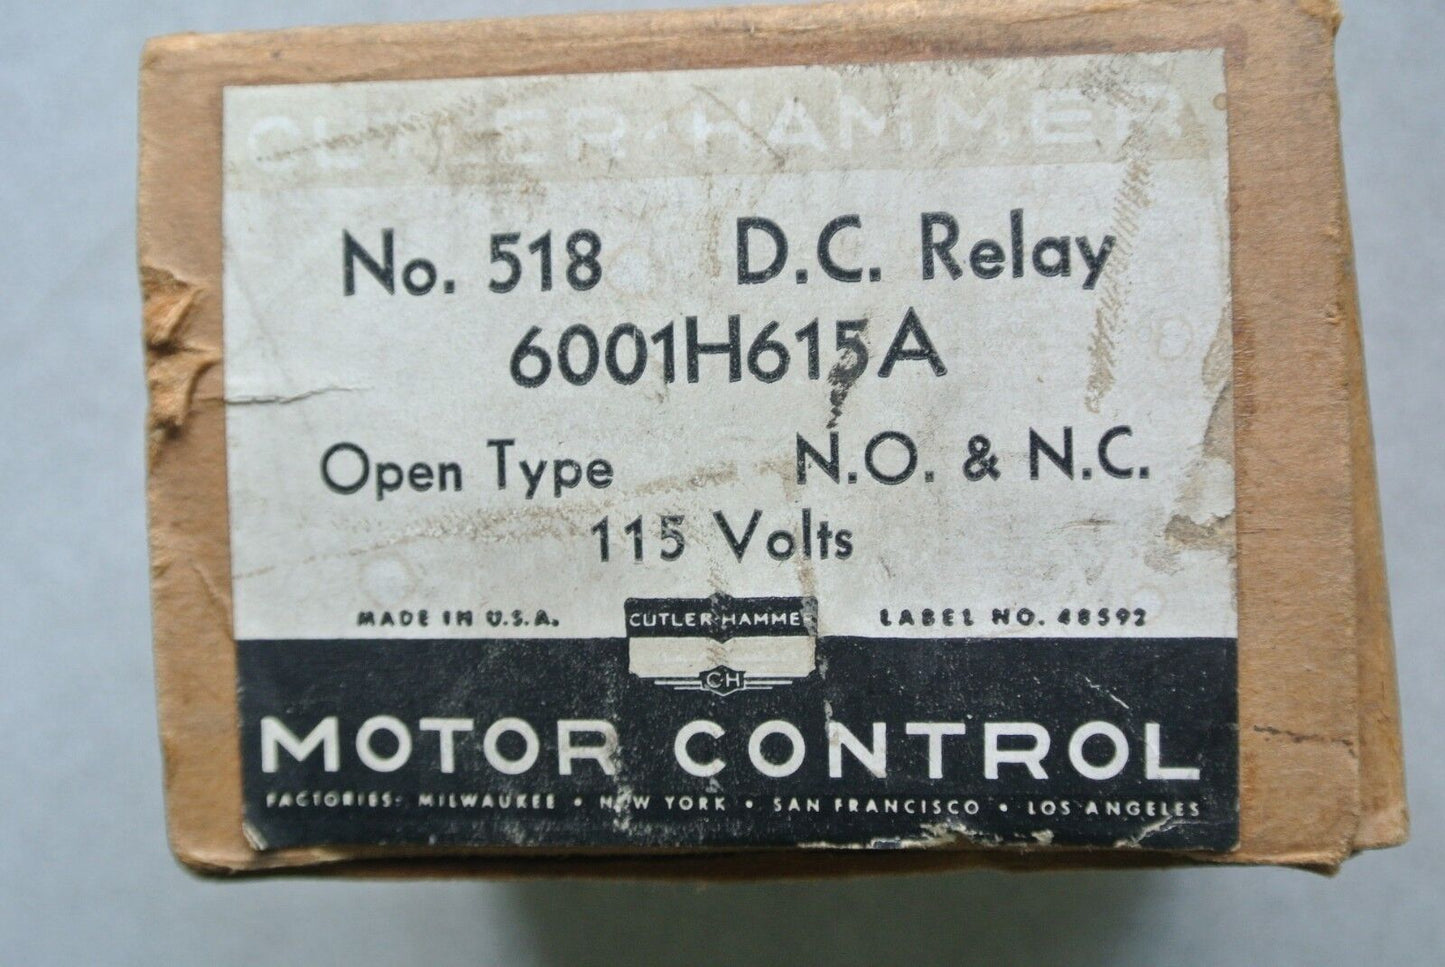 CUTLER-HAMMER
No. 518 D.C. Relay
6001H615A
Open Type N.O. & N.C.
115 Volts
MADE IN U.S.A.
CUTLER-HAMMER
LABEL NO. 48592
C-H
MOTOR CONTROL
FACTORIES: MILWAUKEE • NEW YORK • SAN FRANCISCO • LOS ANGELES